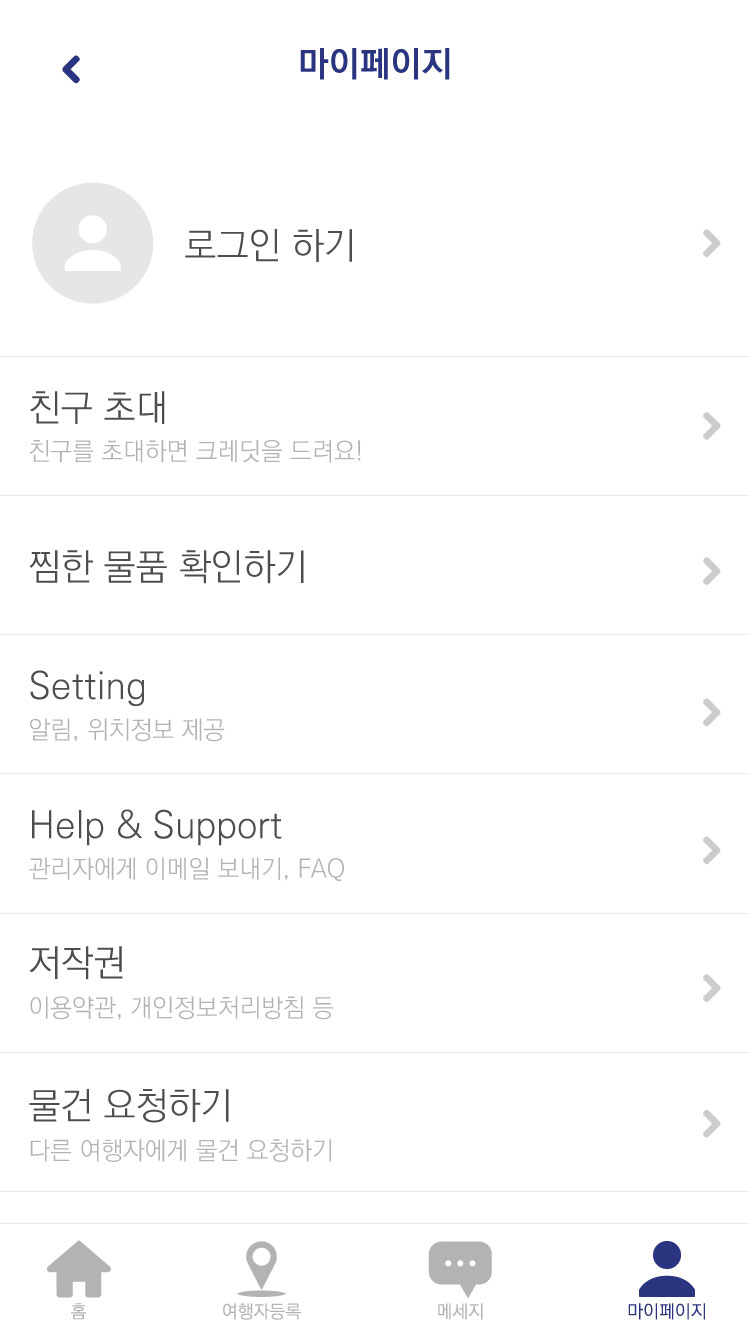 마이페이지
로그인 하기
친구 초대
친구를 초대하면 크레딧을 드려요!
찜한 물품 확인하기
Setting
알림, 위치정보 제공
Help & Support
관리자에게 이메일 보내기, FAQ
저작권
이용약관, 개인정보처리방침 등
물건 요청하기
다른 여행자에게 물건 요청하기
홈
여행자등록
메세지
마이페이지